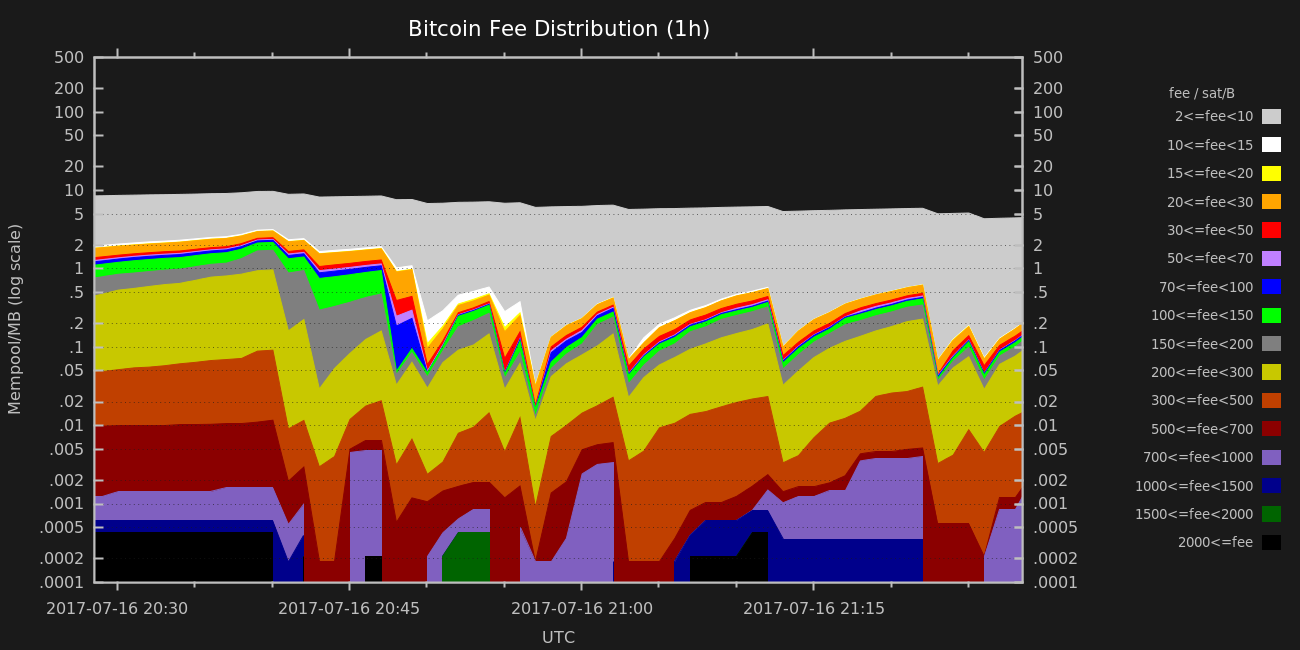 Bitcoin Fee Distribution (1h)
Mempool/MB (log scale)
500
200
100
50
20
10
5
2
1
.5
.2
.1
.05
.02
.01
.005
.002
.001
.0005
.0002
.0001
500
200
100
50
20
10
5
2
1
.5
.2
.1
.05
.02
.01
.005
.002
.001
.0005
.0002
.0001
2017-07-16 20:30
2017-07-16 20:45
2017-07-16 21:00
2017-07-16 21:15
UTC
fee / sat/B
2<=fee<10
10<=fee<15
15<=fee<20
20<=fee<30
30<=fee<50
50<=fee<70
70<=fee<100
100<=fee<150
150<=fee<200
200<=fee<300
300<=fee<500
500<=fee<700
700<=fee<1000
1000<=fee<1500
1500<=fee<2000
2000<=fee